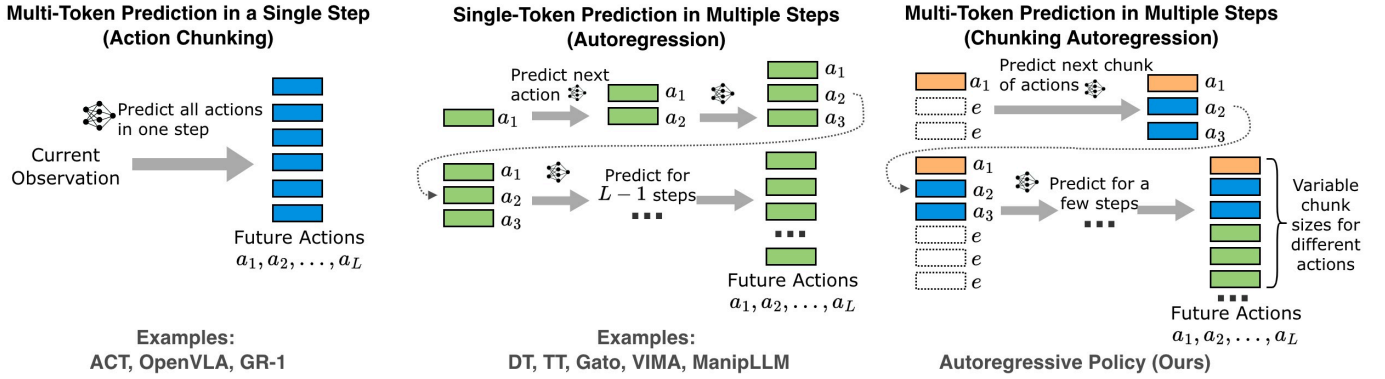 Multi-Token Prediction in a Single Step
(Action Chunking)
Predict all actions
in one step
Current
Observation
Future Actions
a₁, a₂, . . . , a_L
Examples:
ACT, OpenVLA, GR-1
Single-Token Prediction in Multiple Steps
(Autoregression)
a₁
Predict next
action
a₁
a₂
a₁
a₂
a₃
a₁
a₂
a₃
Predict for
L − 1 steps
Future Actions
a₁, a₂, . . . , a_L
Examples:
DT, TT, Gato, VIMA, ManipLLM
Multi-Token Prediction in Multiple Steps
(Chunking Autoregression)
a₁
e
e
Predict next chunk
of actions
a₁
a₂
a₃
a₁
a₂
a₃
e
e
e
Predict for a
few steps
Variable
chunk
sizes for
different
actions
Future Actions
a₁, a₂, . . . , a_L
Autoregressive Policy (Ours)